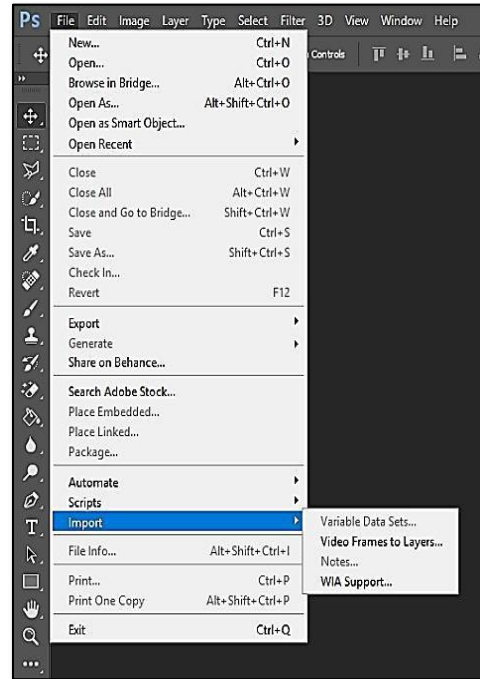 Ps File Edit Image Layer Type Select Filter 3D View Window Help
Controls
New... Ctrl+N
Open... Ctrl+O
Browse in Bridge... Alt+Ctrl+O
Open As... Alt+Shift+Ctrl+O
Open as Smart Object...
Open Recent
Close Ctrl+W
Close All Alt+Ctrl+W
Close and Go to Bridge... Shift+Ctrl+W
Save Ctrl+S
Save As... Shift+Ctrl+S
Check In...
Revert F12
Export
Generate
Share on Behance...
Search Adobe Stock...
Place Embedded...
Place Linked...
Package...
Automate
Scripts
Import
Variable Data Sets...
Video Frames to Layers...
Notes...
WIA Support...
File Info... Alt+Shift+Ctrl+I
Print... Ctrl+P
Print One Copy Alt+Shift+Ctrl+P
Exit Ctrl+Q